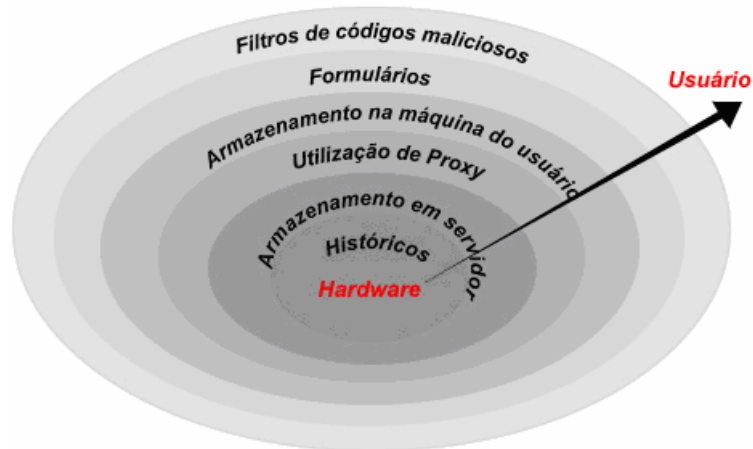 Filtros de códigos maliciosos
Formulários
Usuário
Armazenamento na máquina do usuário
Utilização de Proxy
Armazenamento em servidor
Históricos
Hardware